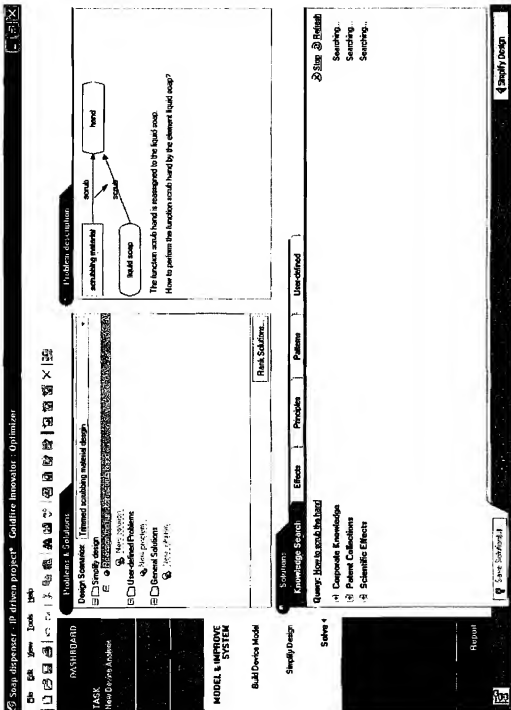 Soap dispenser - IP driven project* Goldfire Innovator : Optimizer
File Edit View Tools Help
DASHBOARD
TASK
New Device Analysis
MODEL & IMPROVE
SYSTEM
Build Device Model
Simplify Design
Solve
Report
Problems & Solutions
Design Scenario: Trimmed scrubbing material design
Simplify design
User-defined Problems
New problem
General Solutions
Rank Solutions...
Problem description
scrubbing material
scrub
hand
scrub
liquid soap
The function scrub hand is reassigned to the liquid soap.
How to perform the function scrub hand by the element liquid soap?
Solutions
Knowledge Search
Effects
Principles
Patterns
User-defined
Query: How to scrub the hand
Stop
Refresh
Corporate Knowledge
Searching...
Patent Collections
Searching...
Scientific Effects
Searching...
Save Solutions
Simplify Design